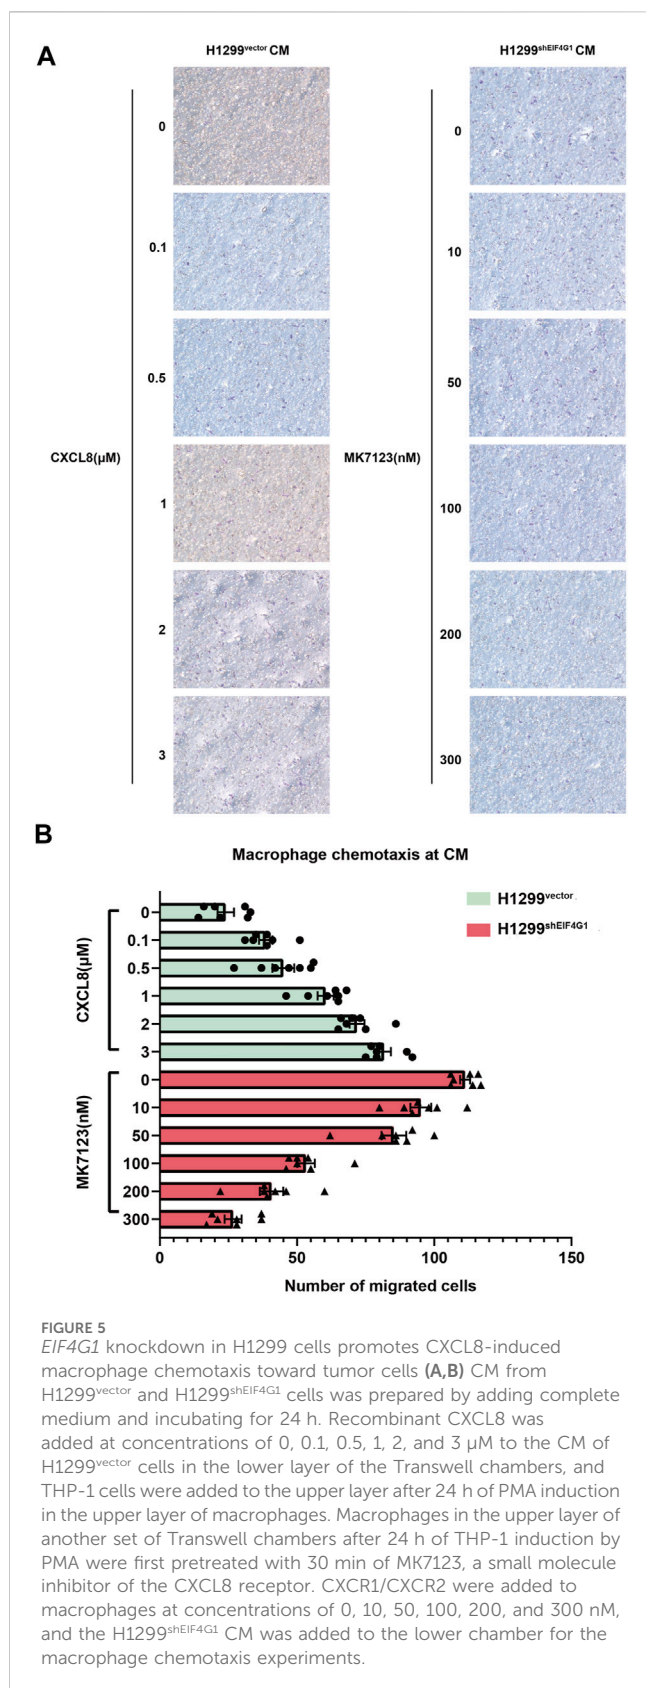 A
H1299vector CM
H1299shEIF4G1 CM
CXCL8(μM)
0
0.1
0.5
1
2
3
MK7123(nM)
0
10
50
100
200
300
B
Macrophage chemotaxis at CM
H1299vector
H1299shEIF4G1
CXCL8(μM)
0
0.1
0.5
1
2
3
MK7123(nM)
0
10
50
100
200
300
0 50 100 150
Number of migrated cells
FIGURE 5
EIF4G1 knockdown in H1299 cells promotes CXCL8-induced
macrophage chemotaxis toward tumor cells (A,B) CM from
H1299vector and H1299shEIF4G1 cells was prepared by adding complete
medium and incubating for 24 h. Recombinant CXCL8 was
added at concentrations of 0, 0.1, 0.5, 1, 2, and 3 μM to the CM of
H1299vector cells in the lower layer of the Transwell chambers, and
THP-1 cells were added to the upper layer after 24 h of PMA induction
in the upper layer of macrophages. Macrophages in the upper layer of
another set of Transwell chambers after 24 h of THP-1 induction by
PMA were first pretreated with 30 min of MK7123, a small molecule
inhibitor of the CXCL8 receptor. CXCR1/CXCR2 were added to
macrophages at concentrations of 0, 10, 50, 100, 200, and 300 nM,
and the H1299shEIF4G1 CM was added to the lower chamber for the
macrophage chemotaxis experiments.